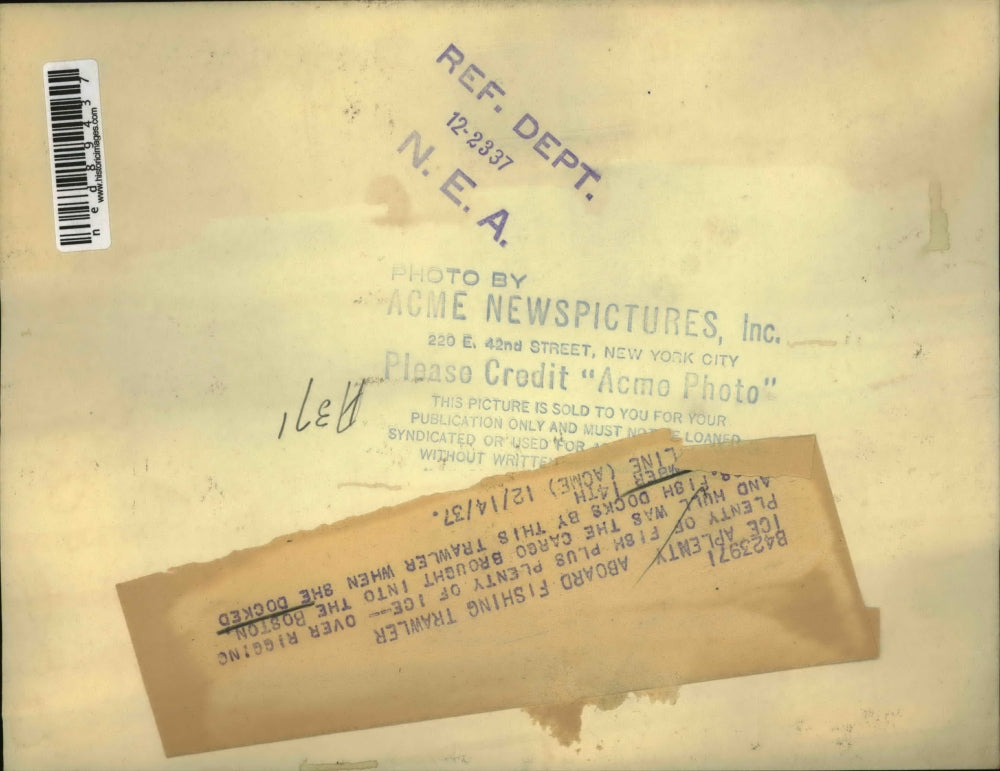 REF. DEPT.
12-2337
N. E. A.
PHOTO BY
ACME NEWSPICTURES, Inc.
220 E. 42nd STREET, NEW YORK CITY
Please Credit "Acme Photo"
THIS PICTURE IS SOLD TO YOU FOR YOUR
PUBLICATION ONLY AND MUST NOT BE LOANED
SYNDICATED OR USED FOR
WITHOUT WRITTE
B423971 ABOARD FISHING TRAWLER
ICE APLENTY
PLENTY OF FISH PLUS PLENTY OF ICE-- OVER RIGGING
AND HULL WAS THE CARGO BROUGHT INTO THE BOSTON,
FISH DOCKS BY THIS TRAWLER WHEN SHE DOCKED
14TH
LINE (ACME) 12/14/37.
A371
www.historicimages.com
ned89437